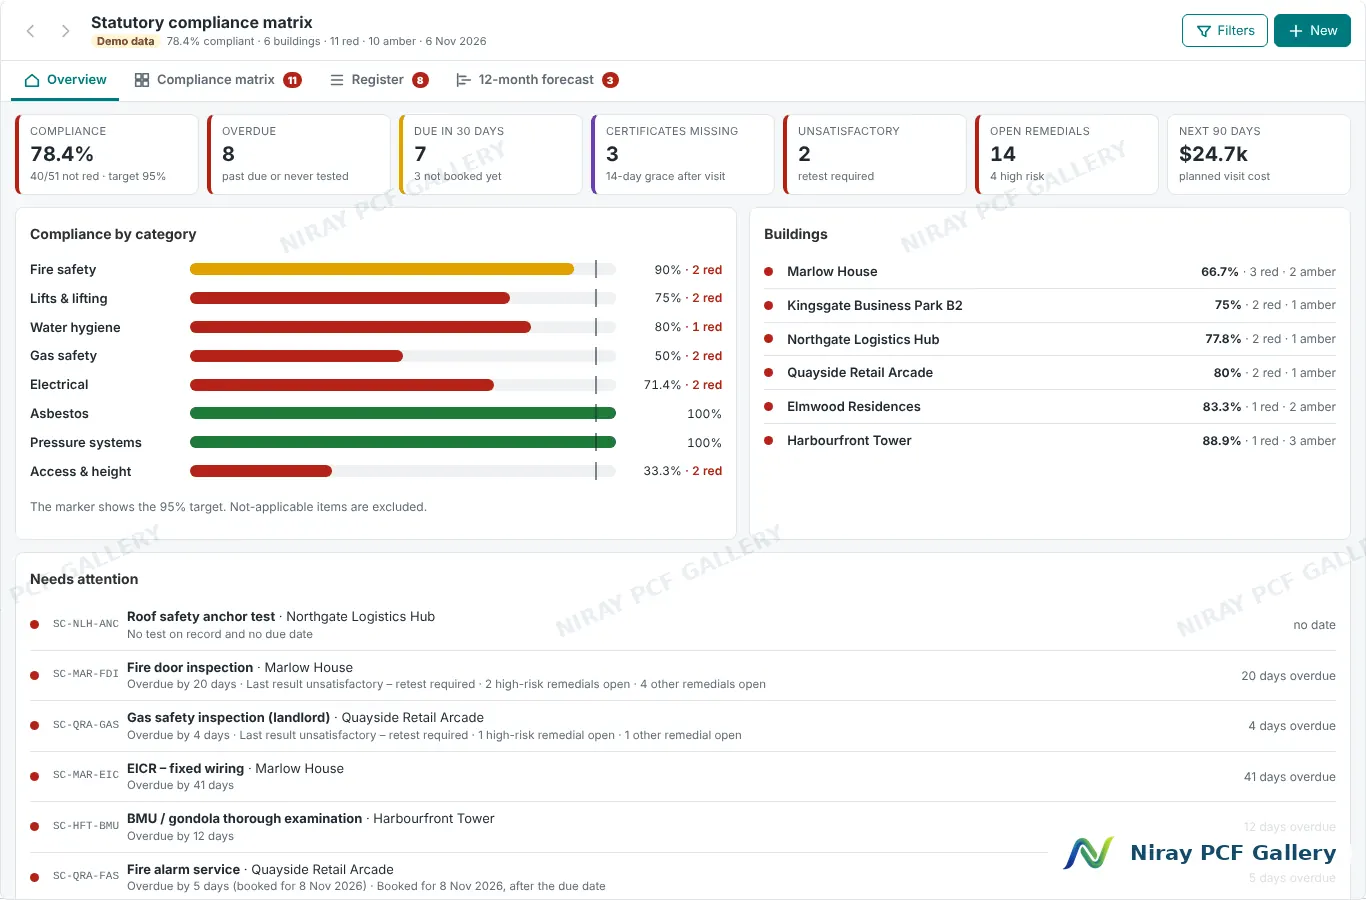 Statutory compliance matrix
Demo data 78.4% compliant · 6 buildings · 11 red · 10 amber · 6 Nov 2026
Filters
New
Overview
Compliance matrix 11
Register 8
12-month forecast 3
COMPLIANCE
78.4%
40/51 not red · target 95%
OVERDUE
8
past due or never tested
DUE IN 30 DAYS
7
3 not booked yet
CERTIFICATES MISSING
3
14-day grace after visit
UNSATISFACTORY
2
retest required
OPEN REMEDIALS
14
4 high risk
NEXT 90 DAYS
$24.7k
planned visit cost
Compliance by category
Fire safety 90% · 2 red
Lifts & lifting 75% · 2 red
Water hygiene 80% · 1 red
Gas safety 50% · 2 red
Electrical 71.4% · 2 red
Asbestos 100%
Pressure systems 100%
Access & height 33.3% · 2 red
The marker shows the 95% target. Not-applicable items are excluded.
Buildings
Marlow House 66.7% · 3 red · 2 amber
Kingsgate Business Park B2 75% · 2 red · 1 amber
Northgate Logistics Hub 77.8% · 2 red · 1 amber
Quayside Retail Arcade 80% · 2 red · 1 amber
Elmwood Residences 83.3% · 1 red · 2 amber
Harbourfront Tower 88.9% · 1 red · 3 amber
Needs attention
SC-NLH-ANC Roof safety anchor test · Northgate Logistics Hub
No test on record and no due date
no date
SC-MAR-FDI Fire door inspection · Marlow House
Overdue by 20 days · Last result unsatisfactory – retest required · 2 high-risk remedials open · 4 other remedials open
20 days overdue
SC-QRA-GAS Gas safety inspection (landlord) · Quayside Retail Arcade
Overdue by 4 days · Last result unsatisfactory – retest required · 1 high-risk remedial open · 1 other remedial open
4 days overdue
SC-MAR-EIC EICR – fixed wiring · Marlow House
Overdue by 41 days
41 days overdue
SC-HFT-BMU BMU / gondola thorough examination · Harbourfront Tower
Overdue by 12 days
12 days overdue
SC-QRA-FAS Fire alarm service · Quayside Retail Arcade
Overdue by 5 days (booked for 8 Nov 2026) · Booked for 8 Nov 2026, after the due date
5 days overdue
Niray PCF Gallery
NIRAY PCF GALLERY
NIRAY PCF GALLERY
PCF GALLERY
NIRAY PCF GALLERY
NIRAY PCF GALLERY